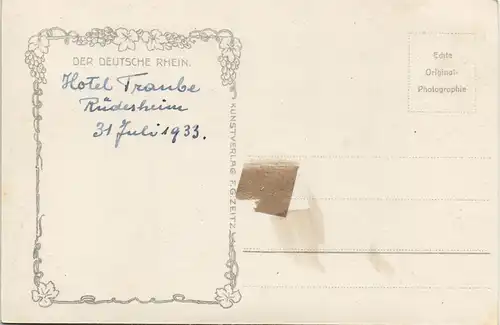 DER DEUTSCHE RHEIN.
Hotel Traube
Rüdesheim
31 Juli 1933.
KUNSTVERLAG F.G. ZEITZ
Echte
Original-
Photographie